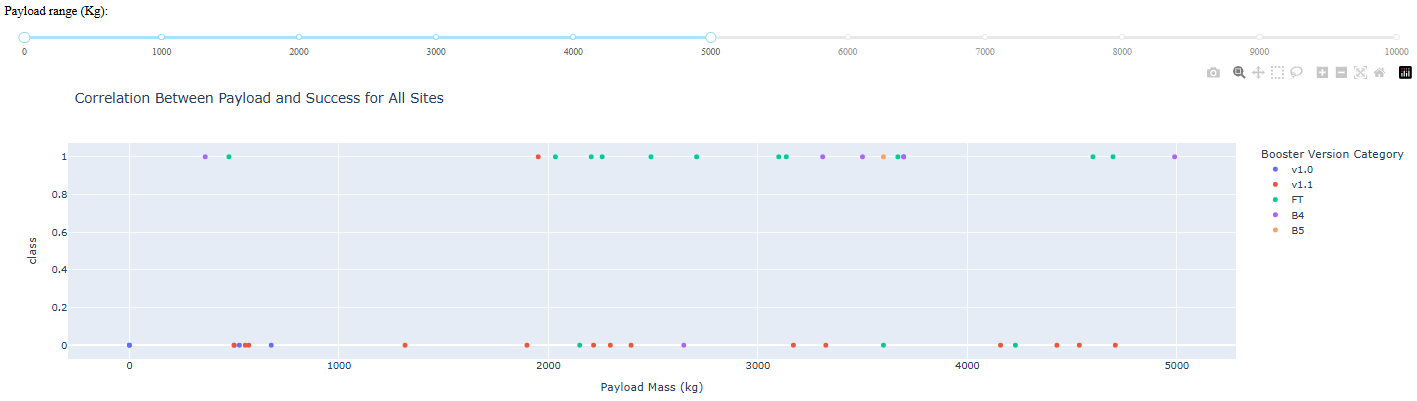 Payload range (Kg):
0 1000 2000 3000 4000 5000 6000 7000 8000 9000 10000
Correlation Between Payload and Success for All Sites
1
0.8
0.6
0.4
0.2
0
class
0 1000 2000 3000 4000 5000
Payload Mass (kg)
Booster Version Category
v1.0
v1.1
FT
B4
B5